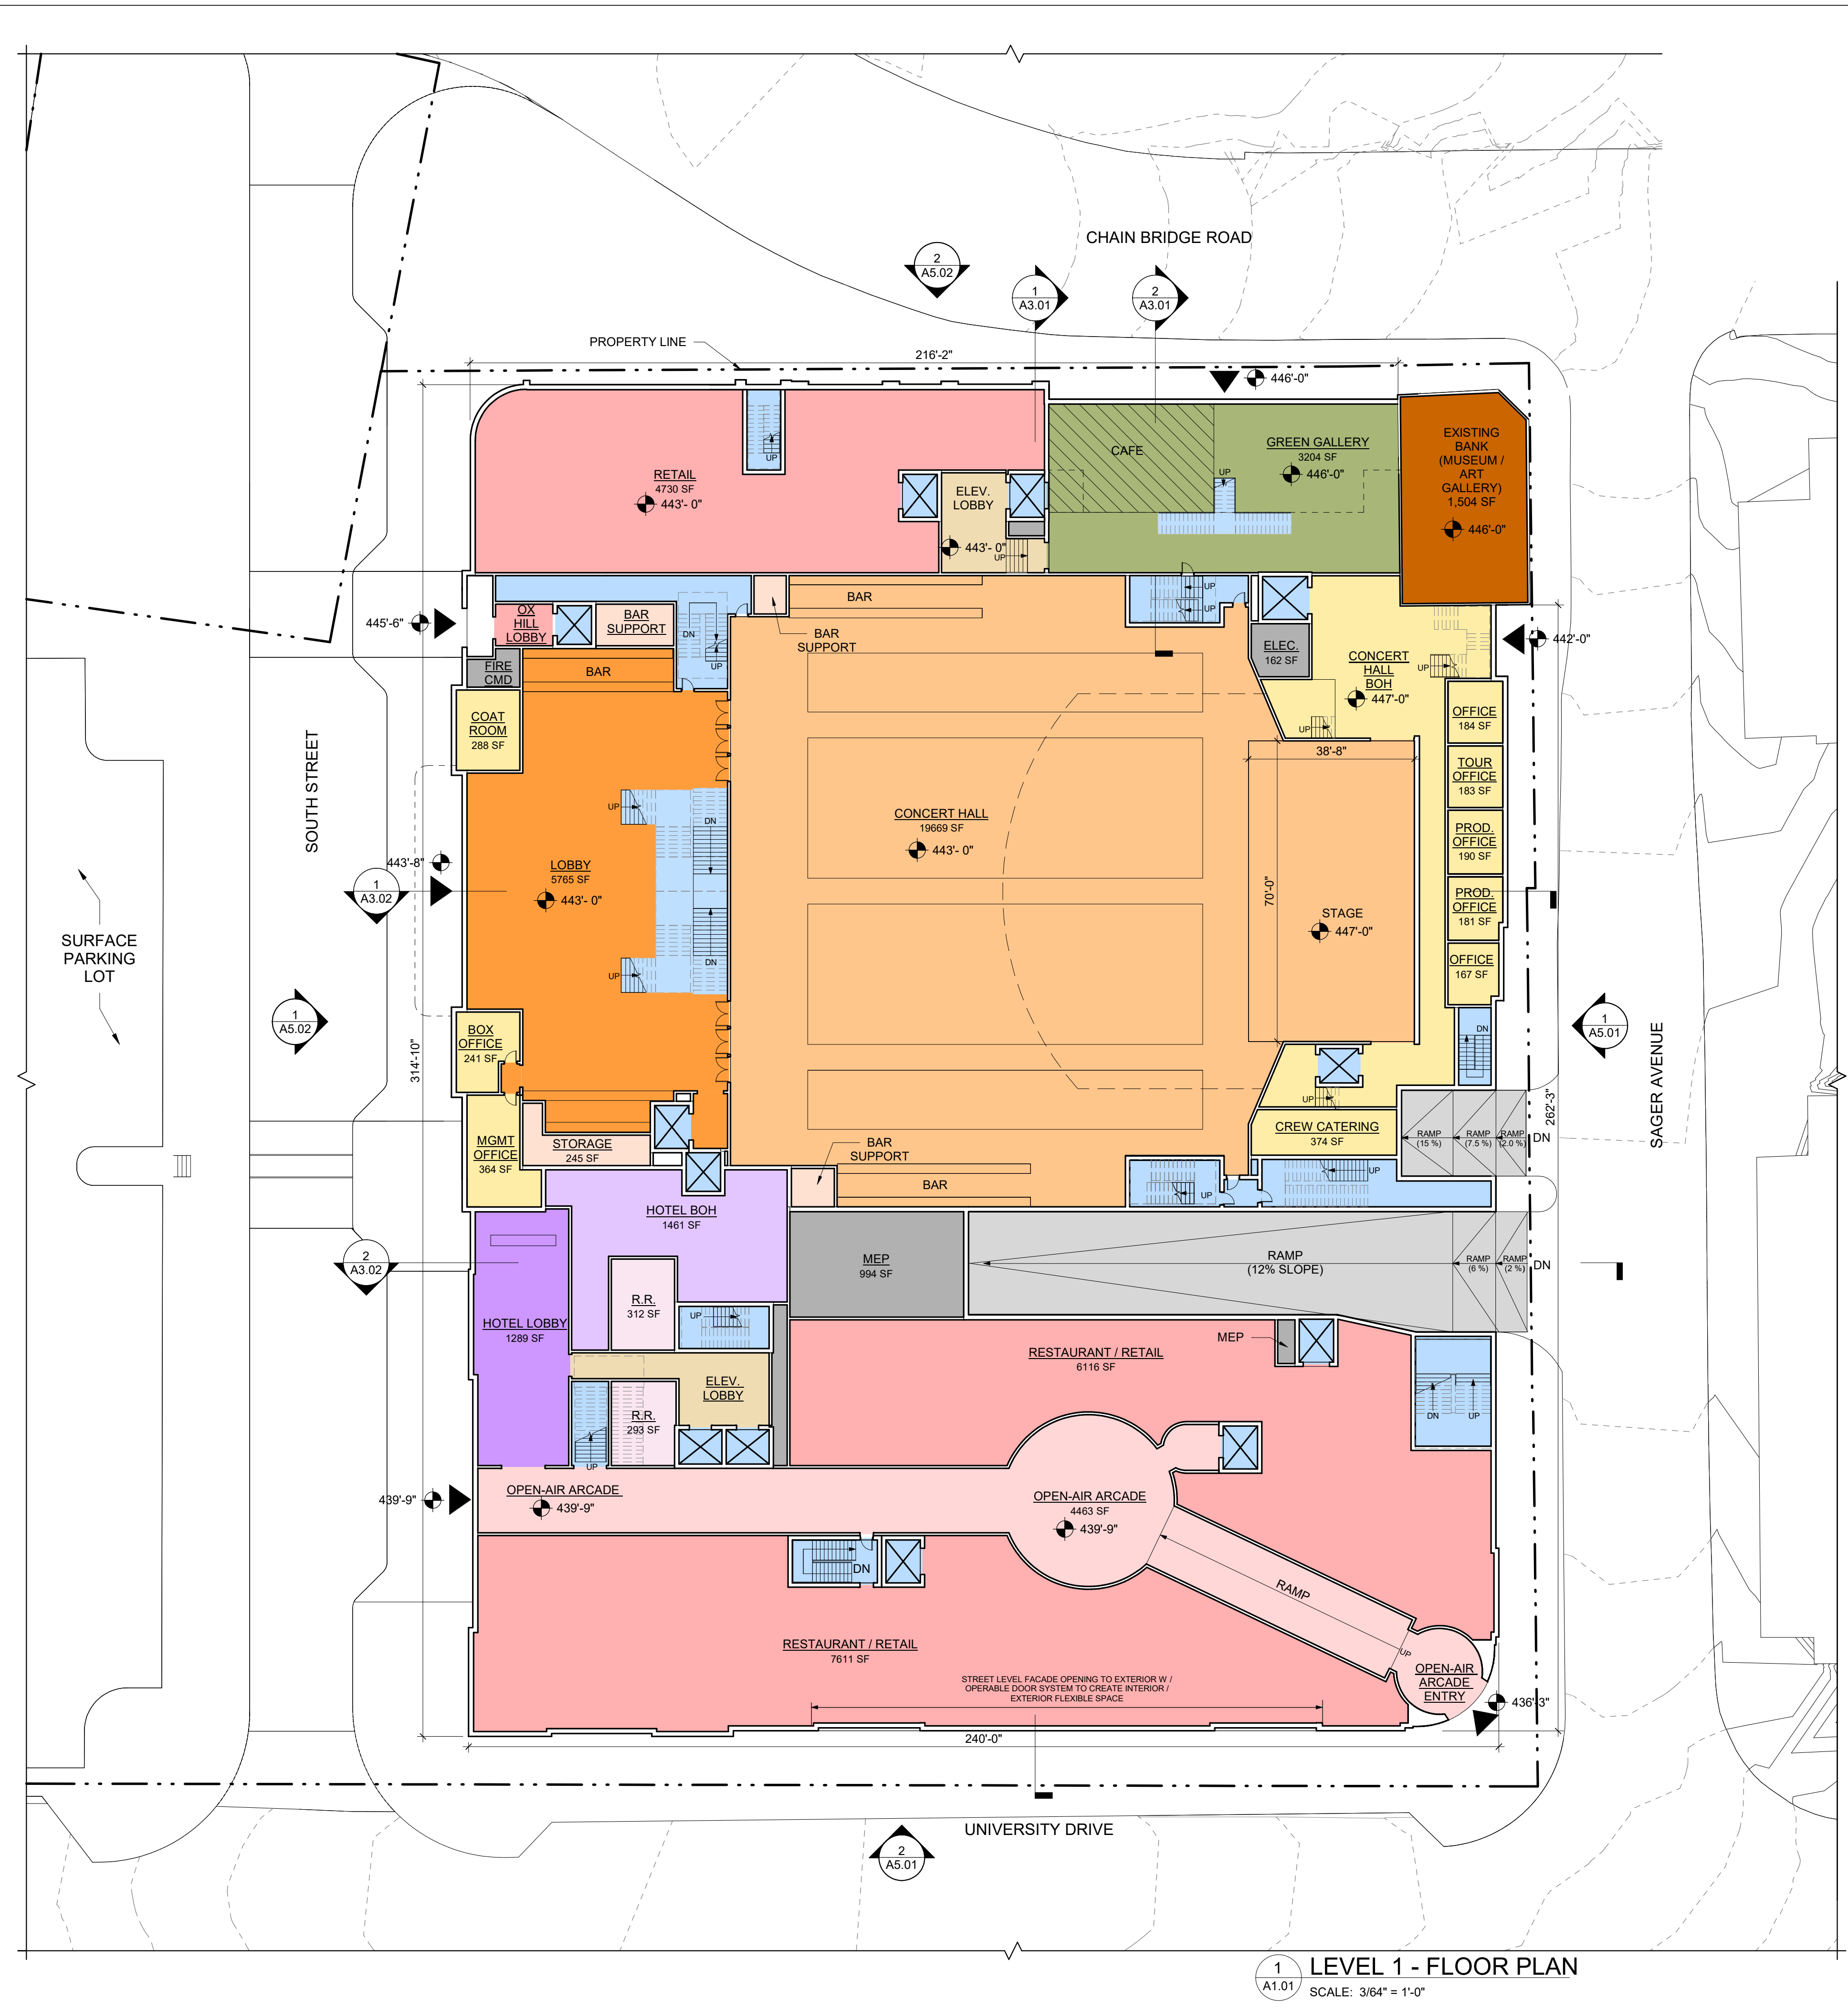 CHAIN BRIDGE ROAD
2
A5.02
1
A3.01
2
A3.01
PROPERTY LINE
216'-2"
446'-0"
RETAIL
4730 SF
443'- 0"
UP
ELEV.
LOBBY
443'- 0"
UP
CAFE
UP
GREEN GALLERY
3204 SF
446'-0"
EXISTING
BANK
(MUSEUM /
ART
GALLERY)
1,504 SF
446'-0"
445'-6"
OX
HILL
LOBBY
BAR
SUPPORT
DN
UP
BAR
SUPPORT
BAR
UP
UP
ELEC.
162 SF
CONCERT
HALL
BOH
447'-0"
UP
UP
442'-0"
FIRE
CMD
BAR
COAT
ROOM
288 SF
OFFICE
184 SF
TOUR
OFFICE
183 SF
PROD.
OFFICE
190 SF
PROD.
OFFICE
181 SF
OFFICE
167 SF
SOUTH STREET
443'-8"
1
A3.02
LOBBY
5765 SF
443'- 0"
UP
DN
DN
UP
CONCERT HALL
19669 SF
443'- 0"
38'-8"
70'-0"
STAGE
447'-0"
SURFACE
PARKING
LOT
1
A5.02
314'-10"
BOX
OFFICE
241 SF
MGMT
OFFICE
364 SF
STORAGE
245 SF
BAR
SUPPORT
BAR
UP
CREW CATERING
374 SF
DN
UP
UP
RAMP
(15 %)
RAMP
(7.5 %)
RAMP
(2.0 %)
DN
262'-3"
1
A5.01
SAGER AVENUE
2
A3.02
HOTEL BOH
1461 SF
HOTEL LOBBY
1289 SF
R.R.
312 SF
UP
MEP
994 SF
RAMP
(12% SLOPE)
RAMP
(6 %)
RAMP
(2 %)
DN
ELEV.
LOBBY
R.R.
293 SF
UP
RESTAURANT / RETAIL
6116 SF
MEP
DN
UP
439'-9"
OPEN-AIR ARCADE
439'-9"
OPEN-AIR ARCADE
4463 SF
439'-9"
DN
RAMP
UP
RESTAURANT / RETAIL
7611 SF
STREET LEVEL FACADE OPENING TO EXTERIOR W /
OPERABLE DOOR SYSTEM TO CREATE INTERIOR /
EXTERIOR FLEXIBLE SPACE
OPEN-AIR
ARCADE
ENTRY
436'-3"
240'-0"
UNIVERSITY DRIVE
2
A5.01
1
A1.01
LEVEL 1 - FLOOR PLAN
SCALE: 3/64" = 1'-0"